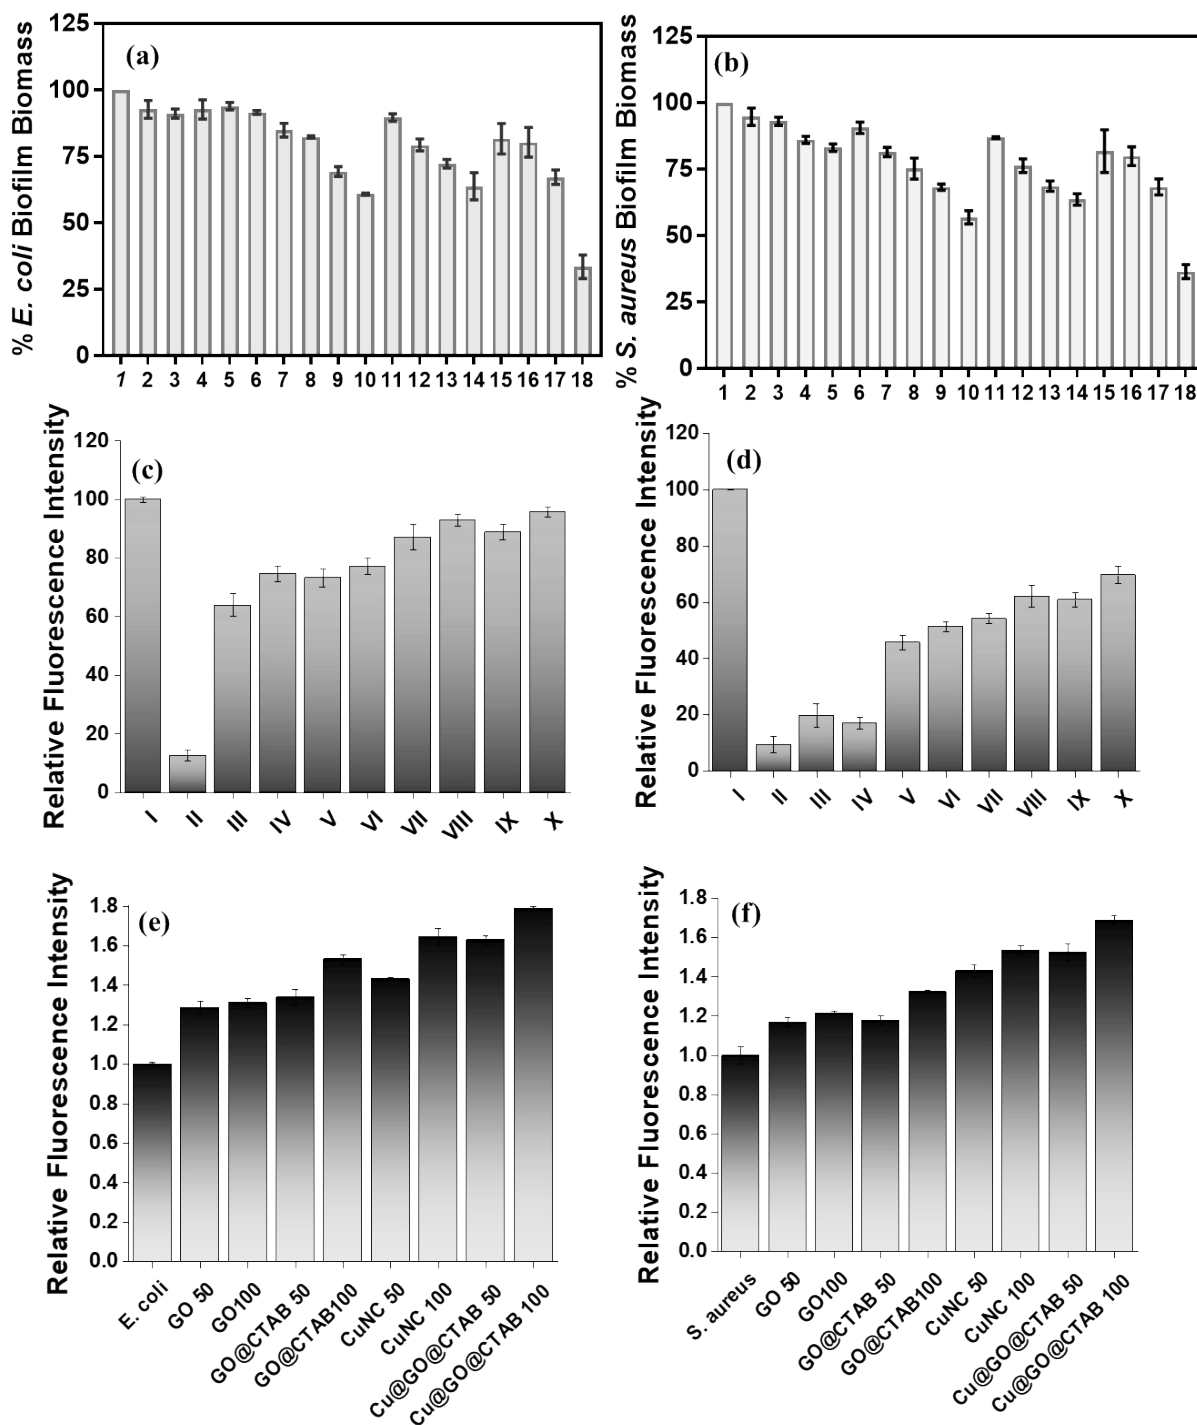 % E. coli Biofilm Biomass
(a)
125
100
75
50
25
0
1 2 3 4 5 6 7 8 9 10 11 12 13 14 15 16 17 18
% S. aureus Biofilm Biomass
(b)
125
100
75
50
25
0
1 2 3 4 5 6 7 8 9 10 11 12 13 14 15 16 17 18
Relative Fluorescence Intensity
(c)
120
100
80
60
40
20
0
I II III IV V VI VII VIII IX X
Relative Fluorescence Intensity
(d)
120
100
80
60
40
20
0
I II III IV V VI VII VIII IX X
Relative Fluorescence Intensity
(e)
1.8
1.6
1.4
1.2
1.0
0.8
0.6
0.4
0.2
0.0
E. coli
GO 50
GO100
GO@CTAB 50
GO@CTAB100
CuNC 50
CuNC 100
Cu@GO@CTAB 50
Cu@GO@CTAB 100
Relative Fluorescence Intensity
(f)
1.8
1.6
1.4
1.2
1.0
0.8
0.6
0.4
0.2
0.0
S. aureus
GO 50
GO100
GO@CTAB 50
GO@CTAB100
CuNC 50
CuNC 100
Cu@GO@CTAB 50
Cu@GO@CTAB 100